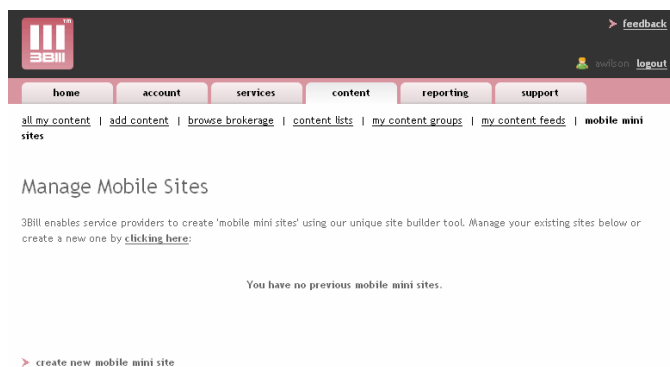 TM
3Bill
feedback
awilson logout
home account services content reporting support
all my content | add content | browse brokerage | content lists | my content groups | my content feeds | mobile mini
sites
Manage Mobile Sites
3Bill enables service providers to create 'mobile mini sites' using our unique site builder tool. Manage your existing sites below or
create a new one by clicking here:
You have no previous mobile mini sites.
create new mobile mini site